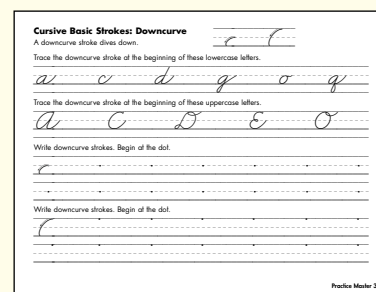 Cursive Basic Strokes: Downcurve
A downcurve stroke dives down.
Trace the downcurve stroke at the beginning of these lowercase letters.
a c d g o q
Trace the downcurve stroke at the beginning of these uppercase letters.
A C D E O
Write downcurve strokes. Begin at the dot.
Write downcurve strokes. Begin at the dot.
Practice Master 3